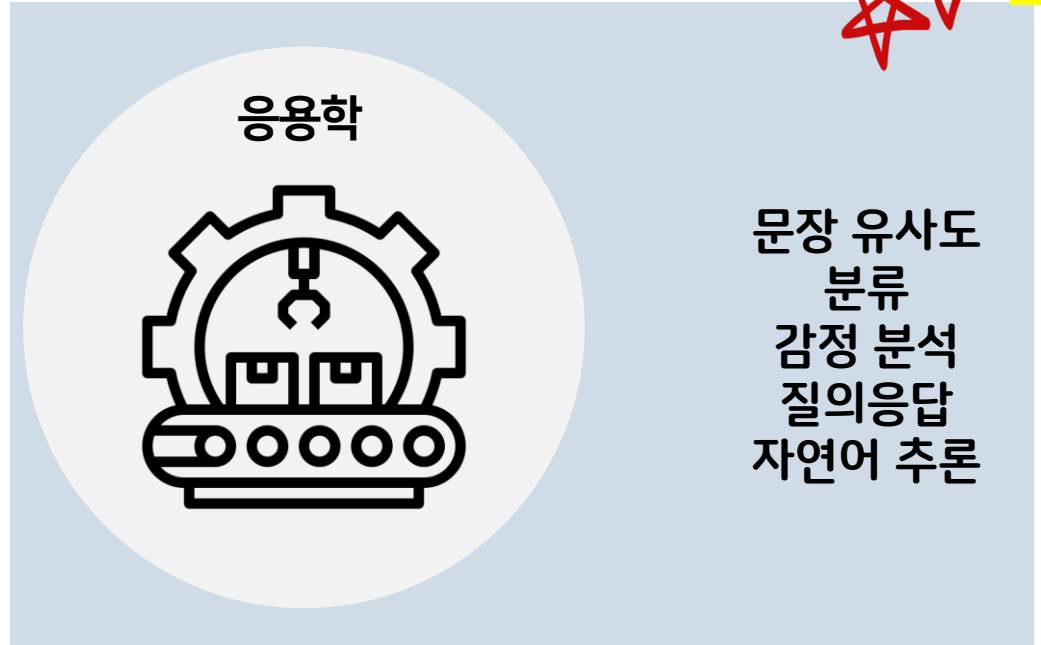 응용학
문장 유사도
분류
감정 분석
질의응답
자연어 추론